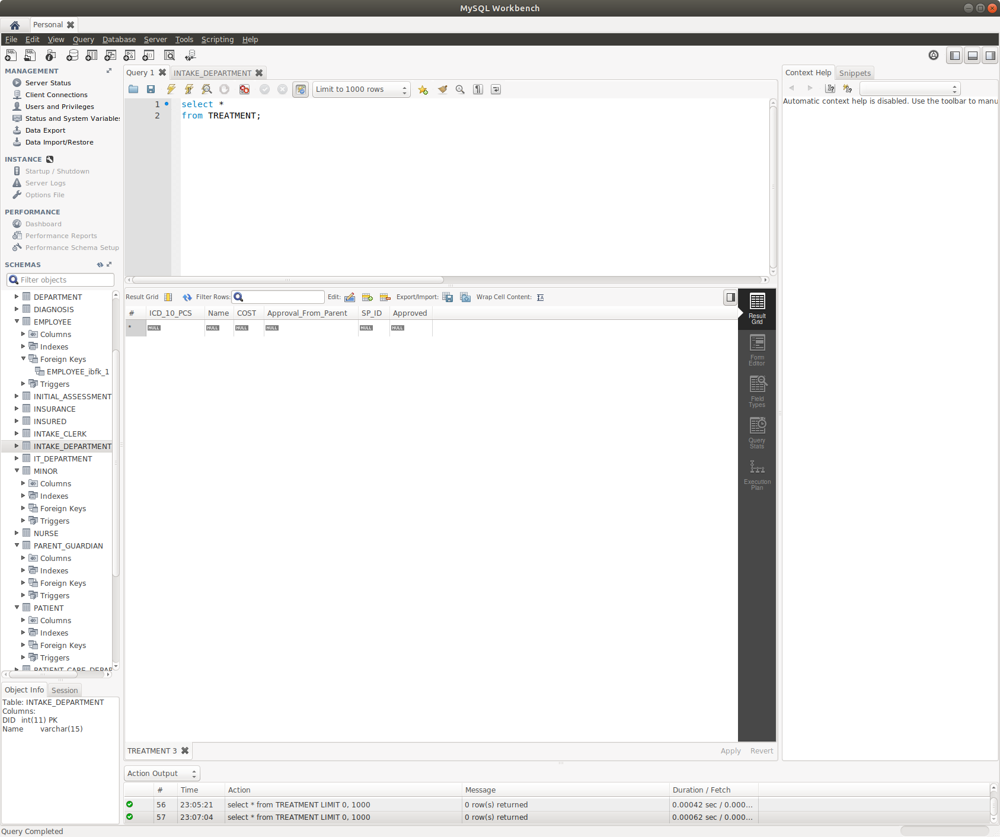 MySQL Workbench
Personal
File Edit View Query Database Server Tools Scripting Help
MANAGEMENT
Server Status
Client Connections
Users and Privileges
Status and System Variables
Data Export
Data Import/Restore
INSTANCE
Startup / Shutdown
Server Logs
Options File
PERFORMANCE
Dashboard
Performance Reports
Performance Schema Setup
SCHEMAS
Filter objects
DEPARTMENT
DIAGNOSIS
EMPLOYEE
Columns
Indexes
Foreign Keys
EMPLOYEE_ibfk_1
Triggers
INITIAL_ASSESSMENT
INSURANCE
INSURED
INTAKE_CLERK
INTAKE_DEPARTMENT
IT_DEPARTMENT
MINOR
Columns
Indexes
Foreign Keys
Triggers
NURSE
PARENT_GUARDIAN
Columns
Indexes
Foreign Keys
Triggers
PATIENT
Columns
Indexes
Foreign Keys
Triggers
PATIENT_CARE_DEPAR
Object Info Session
Table: INTAKE_DEPARTMENT
Columns:
DID int(11) PK
Name varchar(15)
Query 1 INTAKE_DEPARTMENT
Limit to 1000 rows
1 select *
2 from TREATMENT;
Result Grid Filter Rows: Edit: Export/Import: Wrap Cell Content:
# ICD_10_PCS Name COST Approval_From_Parent SP_ID Approved
* NULL NULL NULL NULL NULL NULL
Result
Grid
Form
Editor
Field
Types
Query
Stats
Execution
Plan
TREATMENT 3
Apply Revert
Context Help Snippets
Automatic context help is disabled. Use the toolbar to manu
Action Output
# Time Action Message Duration / Fetch
56 23:05:21 select * from TREATMENT LIMIT 0, 1000 0 row(s) returned 0.00042 sec / 0.000...
57 23:07:04 select * from TREATMENT LIMIT 0, 1000 0 row(s) returned 0.00062 sec / 0.000...
Query Completed